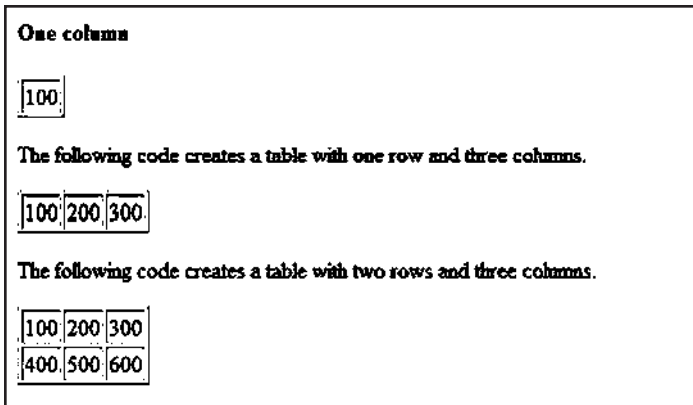 One column
100
The following code creates a table with one row and three columns.
100 200 300
The following code creates a table with two rows and three columns.
100 200 300
400 500 600